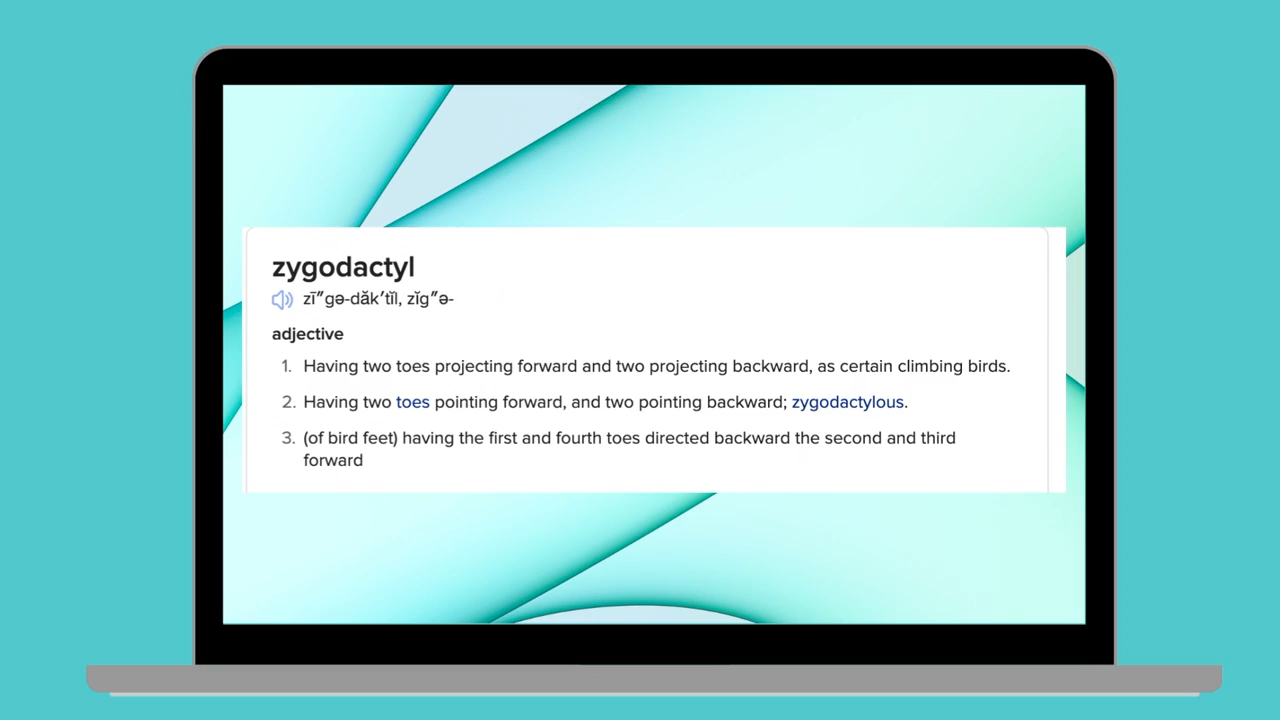 zygodactyl
zī″gə-dăk′tĭl, zĭg″ə-
adjective
1. Having two toes projecting forward and two projecting backward, as certain climbing birds.
2. Having two toes pointing forward, and two pointing backward; zygodactylous.
3. (of bird feet) having the first and fourth toes directed backward the second and third
forward